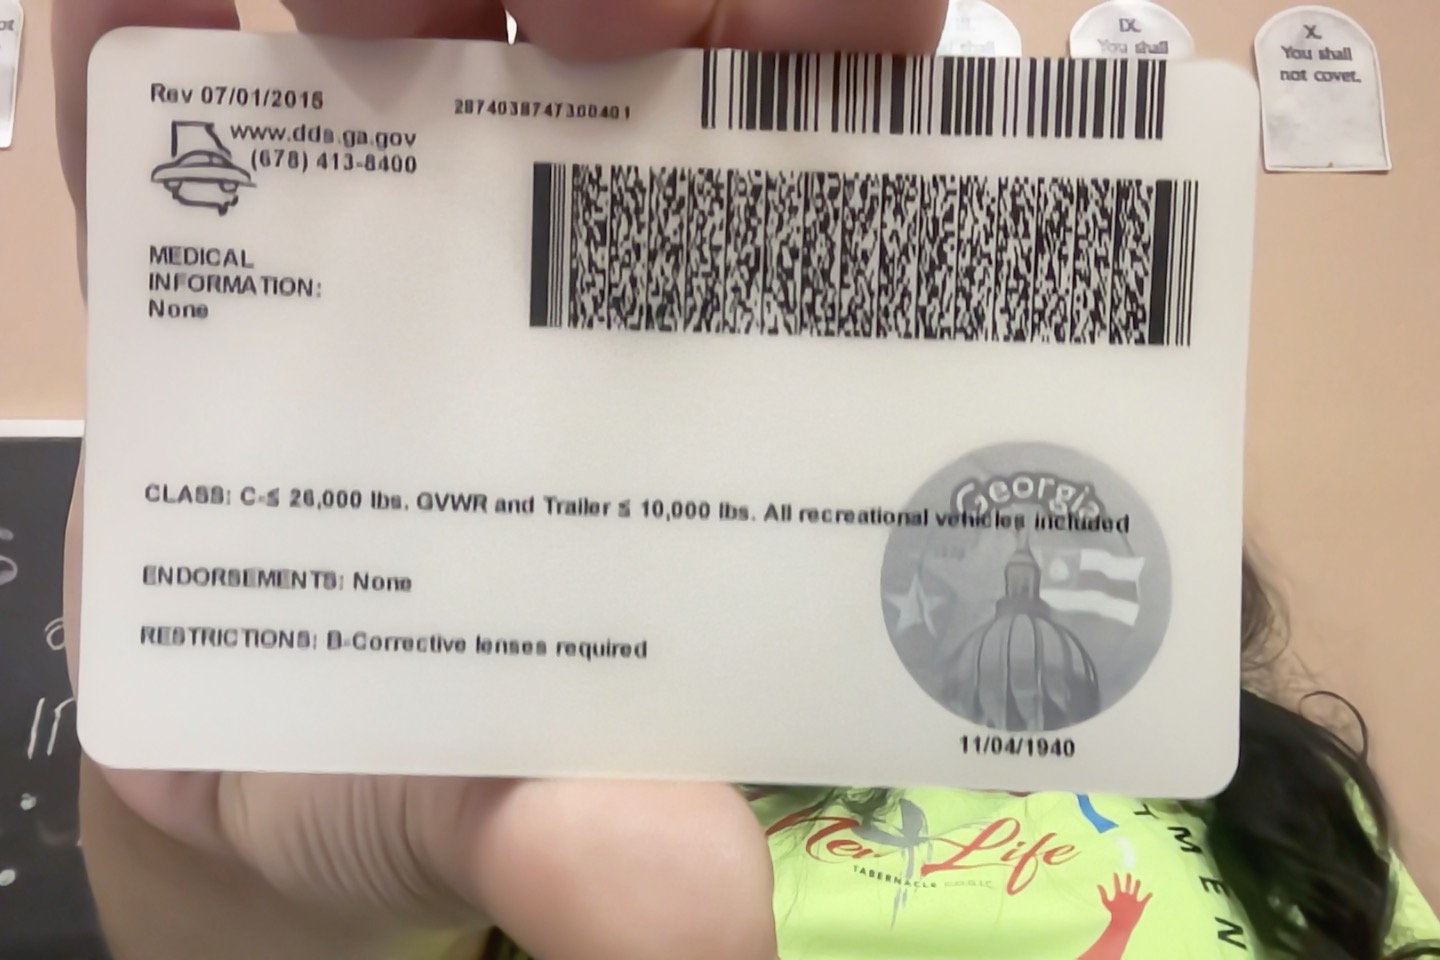 X.
You shall
not covet.
IX.
You shall
Rev 07/01/2015
2874038747300401
www.dds.ga.gov
(678) 413-8400
MEDICAL
INFORMATION:
None
CLASS: C-≤ 26,000 lbs. GVWR and Trailer ≤ 10,000 lbs. All recreational vehicles included
Georgia
ENDORSEMENTS: None
RESTRICTIONS: B-Corrective lenses required
11/04/1940
New Life
TABERNACLE
MEN